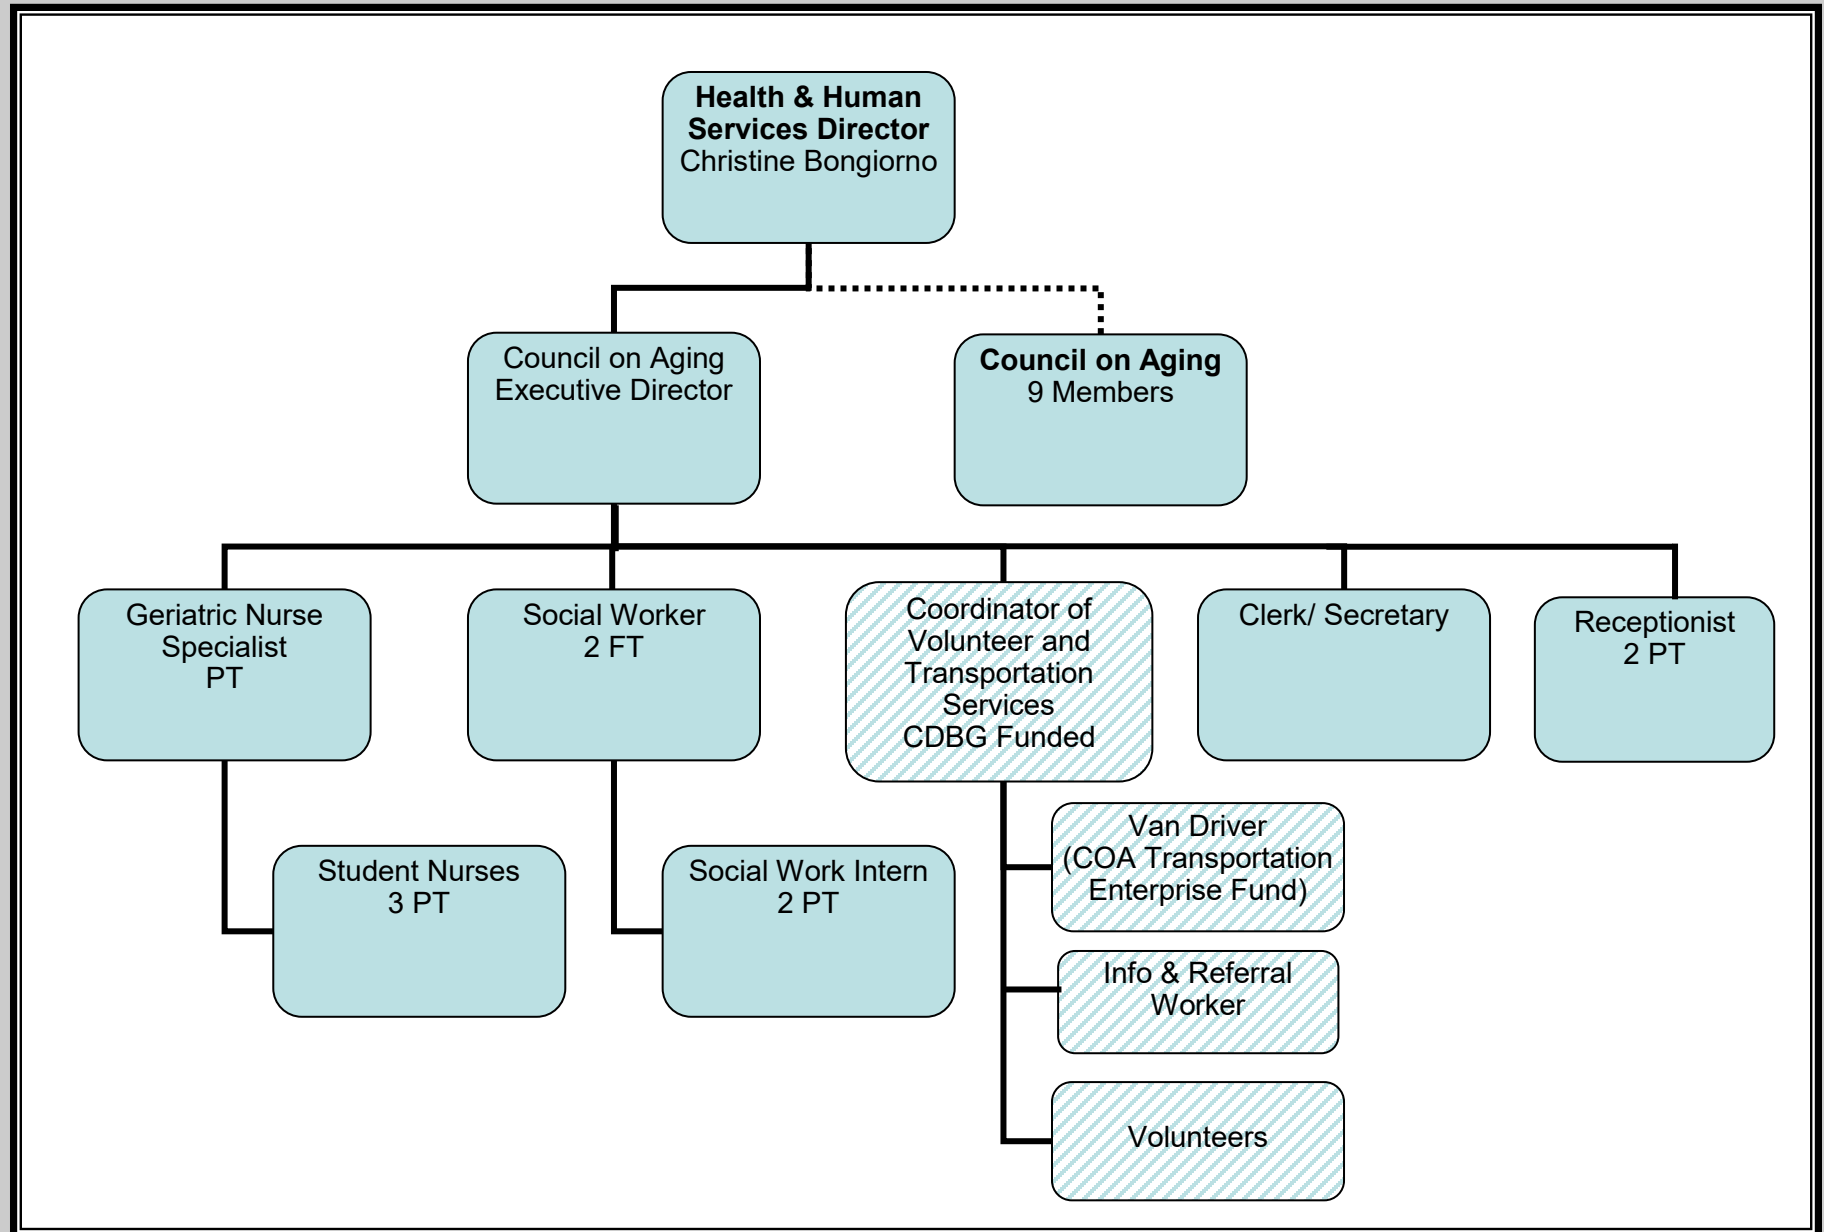 Health & Human
Services Director
Christine Bongiorno
Council on Aging
Executive Director
Council on Aging
9 Members
Geriatric Nurse
Specialist
PT
Social Worker
2 FT
Coordinator of
Volunteer and
Transportation
Services
CDBG Funded
Clerk/ Secretary
Receptionist
2 PT
Student Nurses
3 PT
Social Work Intern
2 PT
Van Driver
(COA Transportation
Enterprise Fund)
Info & Referral
Worker
Volunteers